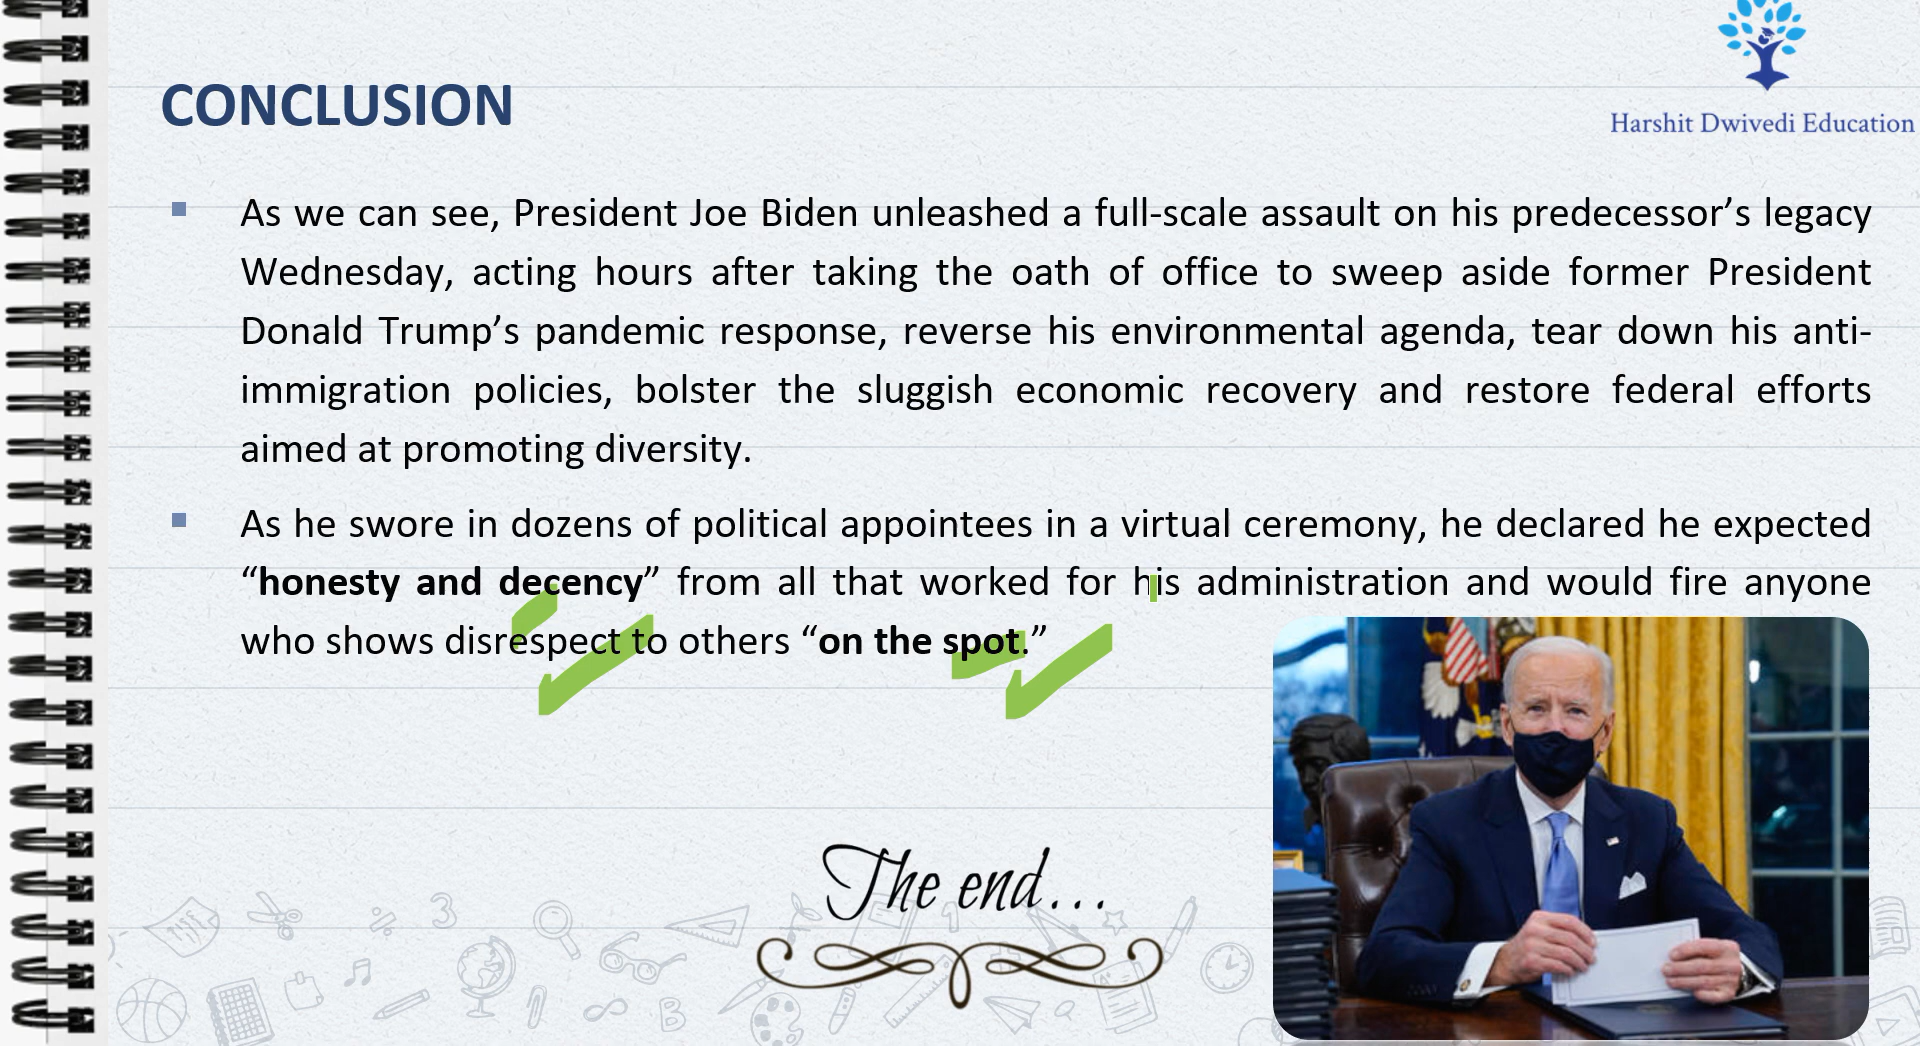 Harshit Dwivedi Education
CONCLUSION
As we can see, President Joe Biden unleashed a full-scale assault on his predecessor’s legacy
Wednesday, acting hours after taking the oath of office to sweep aside former President
Donald Trump’s pandemic response, reverse his environmental agenda, tear down his anti-
immigration policies, bolster the sluggish economic recovery and restore federal efforts
aimed at promoting diversity.
As he swore in dozens of political appointees in a virtual ceremony, he declared he expected
“honesty and decency” from all that worked for his administration and would fire anyone
who shows disrespect to others “on the spot.”
The end...